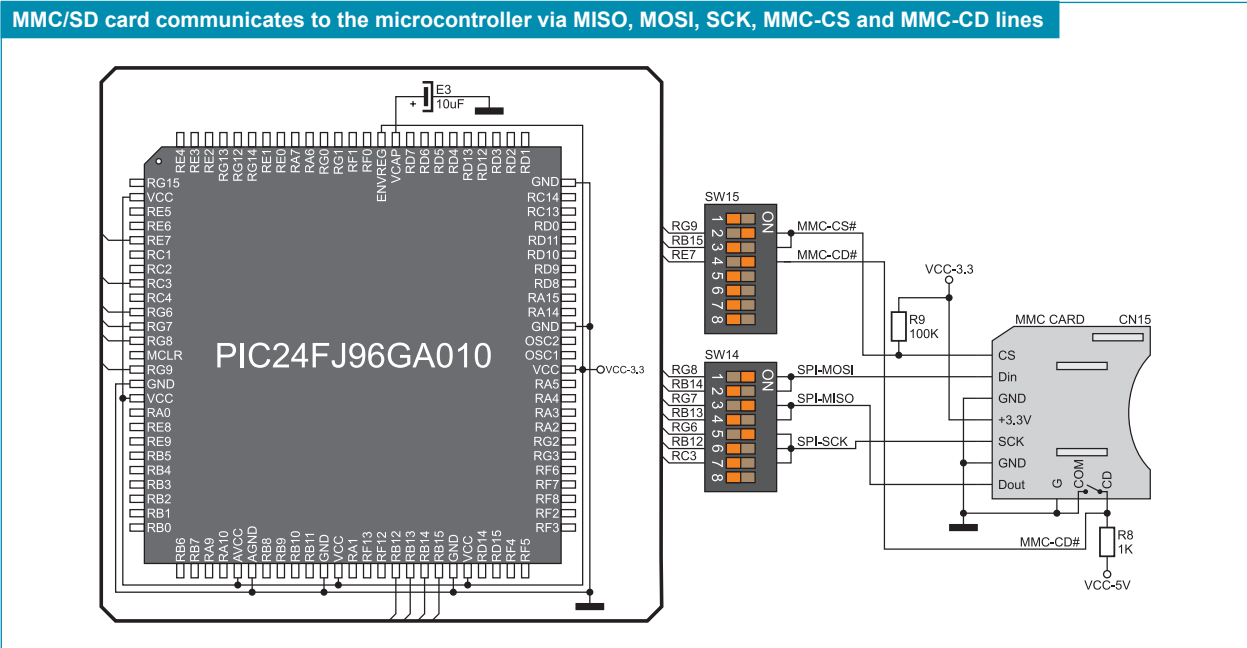 MMC/SD card communicates to the microcontroller via MISO, MOSI, SCK, MMC-CS and MMC-CD lines
E3
+ 10uF
RE4
RE3
RE2
RG13
RG12
RG14
RE1
RE0
RA7
RA6
RG0
RG1
RF1
RF0
ENVREG
VCAP
RD7
RD6
RD5
RD4
RD13
RD12
RD3
RD2
RD1
RG15
VCC
RE5
RE6
RE7
RC1
RC2
RC3
RC4
RG6
RG7
RG8
MCLR
RG9
GND
VCC
RA0
RE8
RE9
RB5
RB4
RB3
RB2
RB1
RB0
PIC24FJ96GA010
GND
RC14
RC13
RD0
RD11
RD10
RD9
RD8
RA15
RA14
GND
OSC2
OSC1
VCC
RA5
RA4
RA3
RA2
RG2
RG3
RF6
RF7
RF8
RF2
RF3
VCC-3.3
RB6
RB7
RA9
RA10
AVCC
AGND
RB8
RB9
RB10
RB11
GND
VCC
RA1
RF13
RF12
RB12
RB13
RB14
RB15
GND
VCC
RD14
RD15
RF4
RF5
SW15
RG9
RB15
RE7
1
2
3
4
5
6
7
8
ON
MMC-CS#
MMC-CD#
SW14
RG8
RB14
RG7
RB13
RG6
RB12
RC3
1
2
3
4
5
6
7
8
ON
SPI-MOSI
SPI-MISO
SPI-SCK
VCC-3.3
R9
100K
MMC CARD CN15
CS
Din
GND
+3.3V
SCK
GND
Dout
G
COM
CD
MMC-CD#
R8
1K
VCC-5V